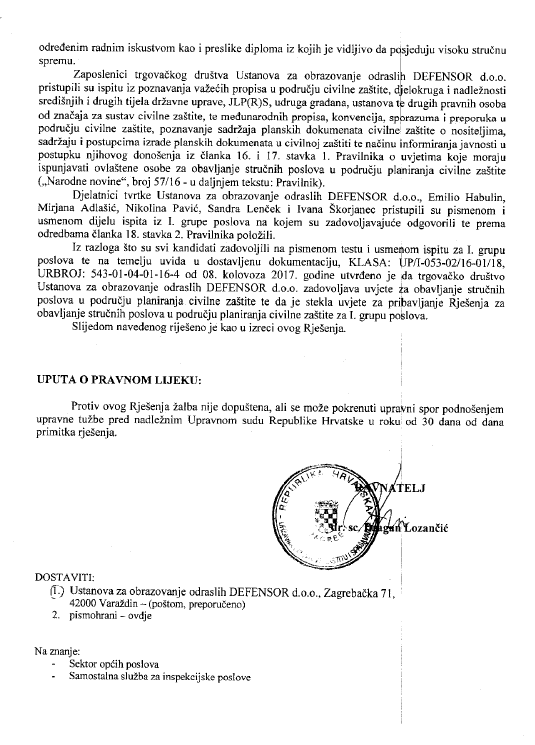 određenim radnim iskustvom kao i preslike diploma iz kojih je vidljivo da posjeduju visoku stručnu
spremu.
Zaposlenici trgovačkog društva Ustanova za obrazovanje odraslih DEFENSOR d.o.o.
pristupili su ispitu iz poznavanja važećih propisa u području civilne zaštite, djelokruga i nadležnosti
središnjih i drugih tijela državne uprave, JLP(R)S, udruga građana, ustanova te drugih pravnih osoba
od značaja za sustav civilne zaštite, te međunarodnih propisa, konvencija, sporazuma i preporuka u
području civilne zaštite, poznavanje sadržaja planskih dokumenata civilne zaštite o nositeljima,
sadržaju i postupcima izrade planskih dokumenata u civilnoj zaštiti te načinu informiranja javnosti u
postupku njihovog donošenja iz članka 16. i 17. stavka 1. Pravilnika o uvjetima koje moraju
ispunjavati ovlaštene osobe za obavljanje stručnih poslova u području planiranja civilne zaštite
(„Narodne novine“, broj 57/16 - u daljnjem tekstu: Pravilnik).
Djelatnici tvrtke Ustanova za obrazovanje odraslih DEFENSOR d.o.o., Emilio Habulin,
Mirjana Adlašić, Nikolina Pavić, Sandra Lenček i Ivana Škorjanec pristupili su pismenom i
usmenom dijelu ispita iz I. grupe poslova na kojem su zadovoljavajuće odgovorili te prema
odredbama članka 18. stavka 2. Pravilnika položili.
Iz razloga što su svi kandidati zadovoljili na pismenom testu i usmenom ispitu za I. grupu
poslova te na temelju uvida u dostavljenu dokumentaciju, KLASA: UP/I-053-02/16-01/18,
URBROJ: 543-01-04-01-16-4 od 08. kolovoza 2017. godine utvrđeno je da trgovačko društvo
Ustanova za obrazovanje odraslih DEFENSOR d.o.o. zadovoljava uvjete za obavljanje stručnih
poslova u području planiranja civilne zaštite te da je stekla uvjete za pribavljanje Rješenja za
obavljanje stručnih poslova u području planiranja civilne zaštite za I. grupu poslova.
Slijedom navedenog riješeno je kao u izreci ovog Rješenja.
UPUTA O PRAVNOM LIJEKU:
Protiv ovog Rješenja žalba nije dopuštena, ali se može pokrenuti upravni spor podnošenjem
upravne tužbe pred nadležnim Upravnom sudu Republike Hrvatske u roku od 30 dana od dana
primitka rješenja.
REPUBLIKA HRVATSKA
RAVNATELJ
dr. sc. Dragan Lozančić
ZAGREB
DOSTAVITI:
1. Ustanova za obrazovanje odraslih DEFENSOR d.o.o., Zagrebačka 71,
42000 Varaždin – (poštom, preporučeno)
2. pismohrani – ovdje
Na znanje:
- Sektor općih poslova
- Samostalna služba za inspekcijske poslove